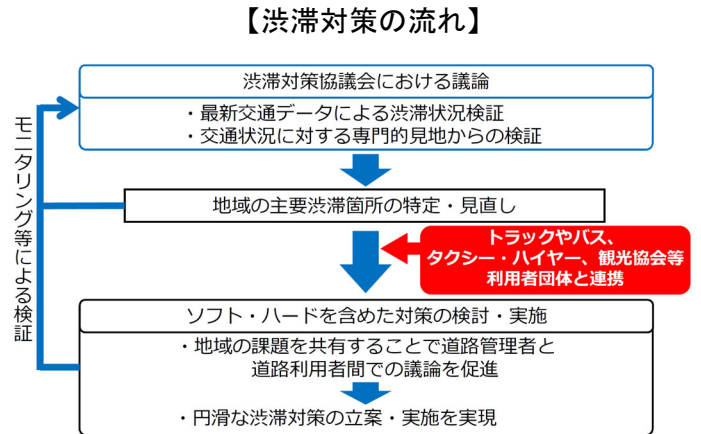 【渋滞対策の流れ】
渋滞対策協議会における議論
・最新交通データによる渋滞状況検証
・交通状況に対する専門的見地からの検証
地域の主要渋滞箇所の特定・見直し
トラックやバス、
タクシー・ハイヤー、観光協会等
利用者団体と連携
ソフト・ハードを含めた対策の検討・実施
・地域の課題を共有することで道路管理者と
道路利用者間での議論を促進
・円滑な渋滞対策の立案・実施を実現
モニタリング等による検証